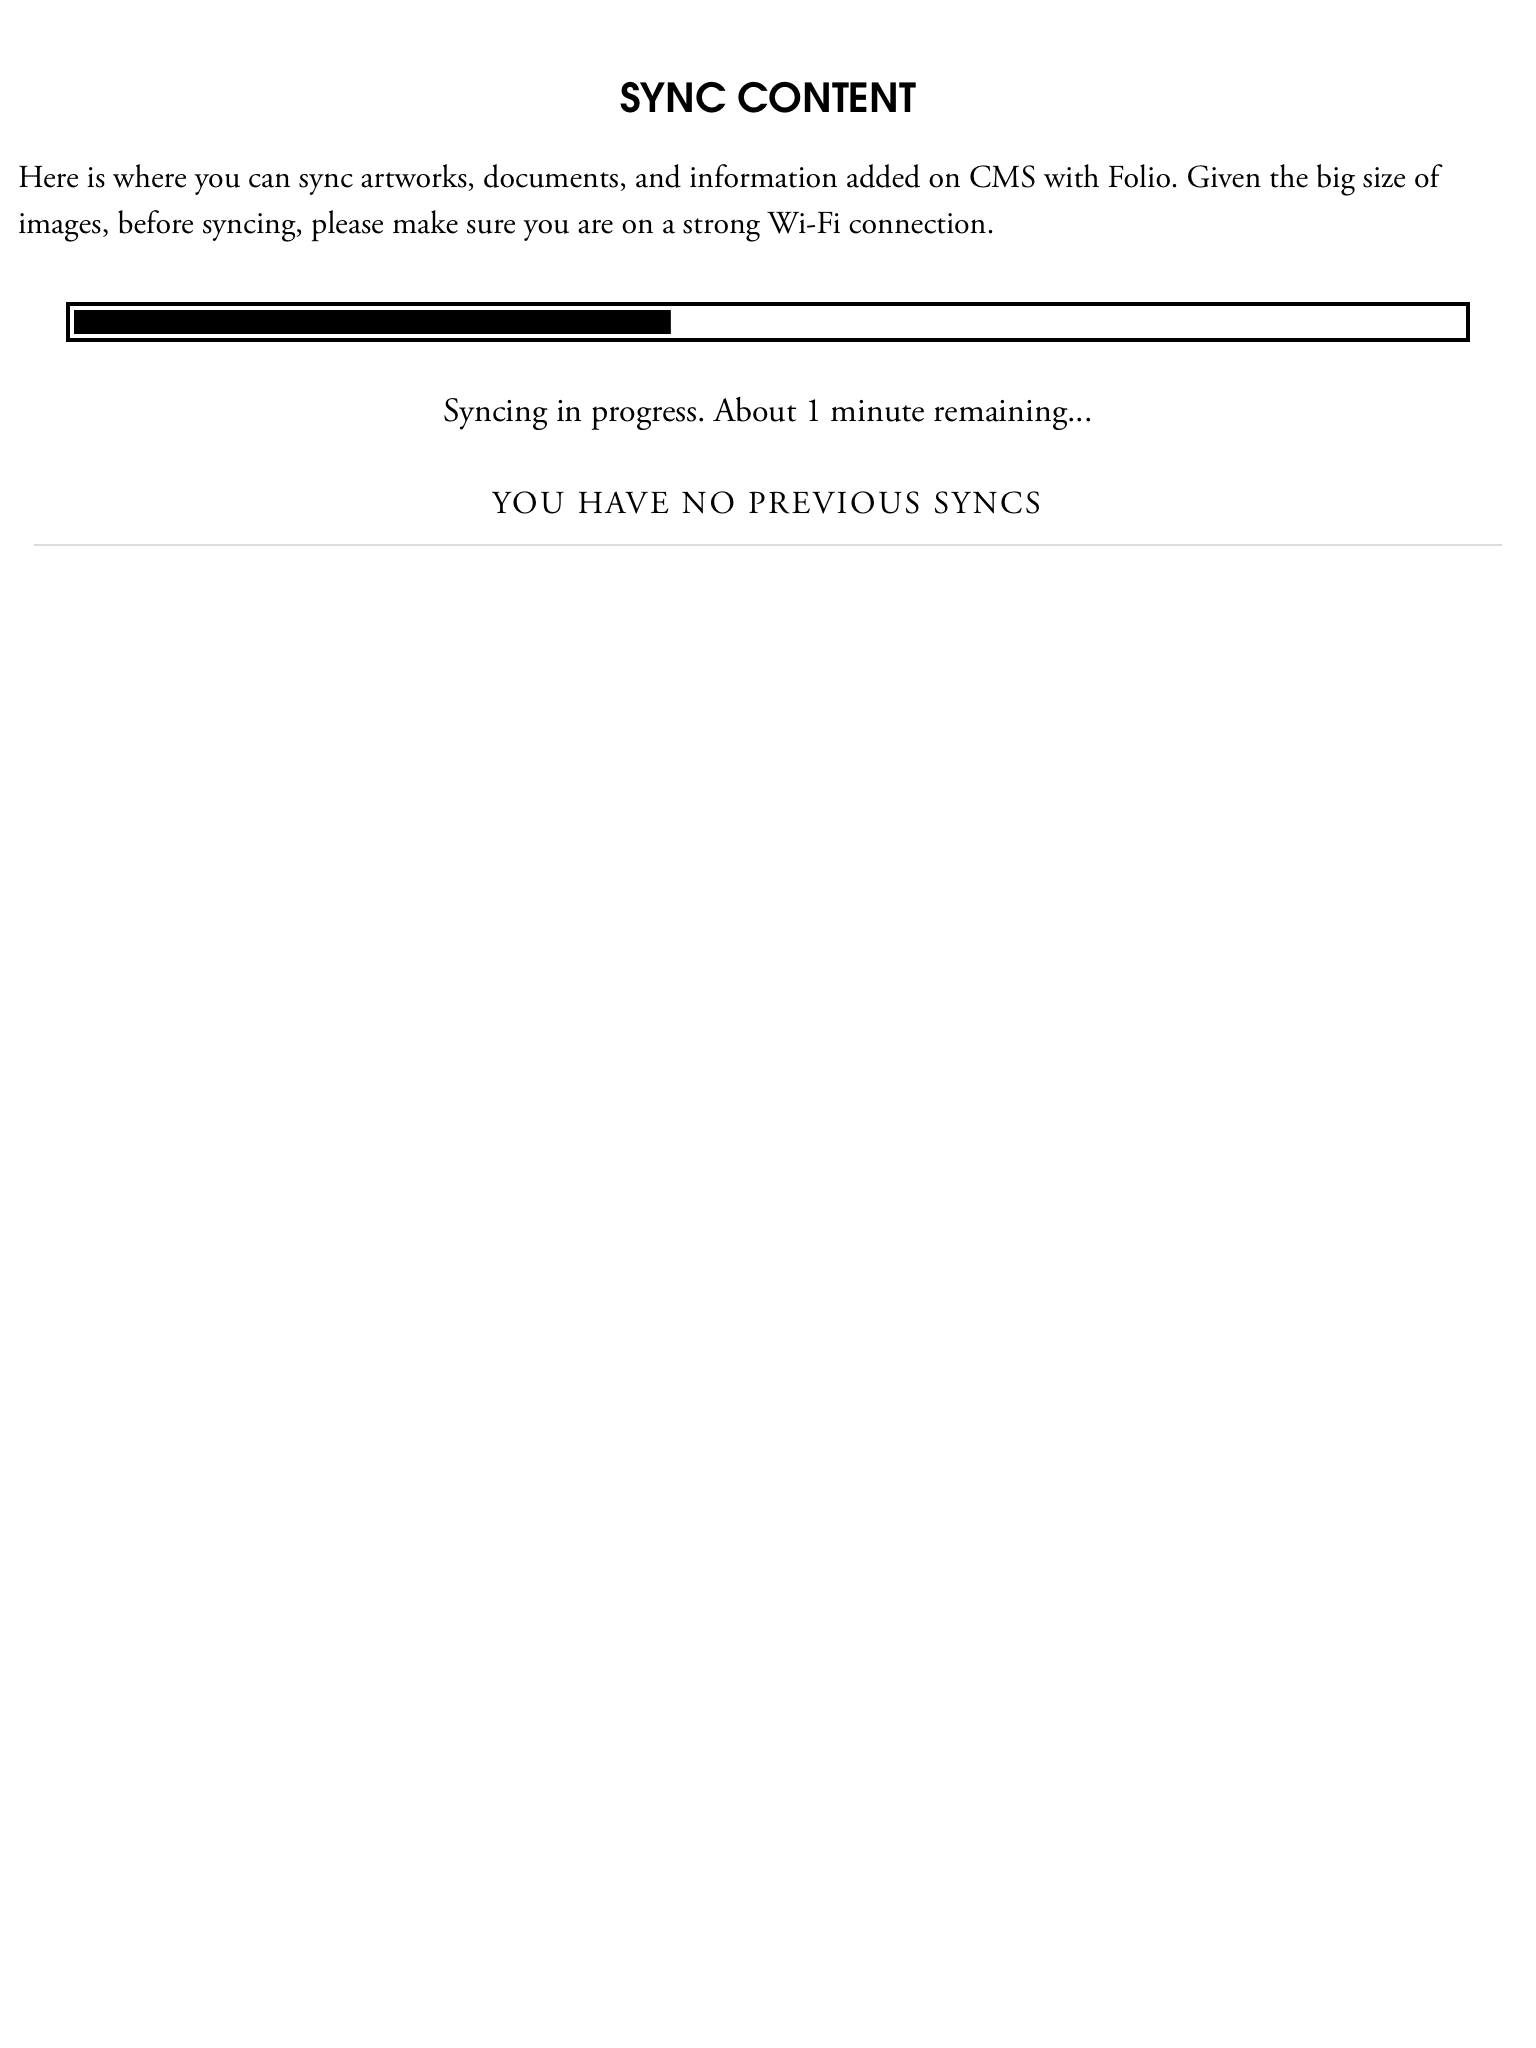 SYNC CONTENT
Here is where you can sync artworks, documents, and information added on CMS with Folio. Given the big size of
images, before syncing, please make sure you are on a strong Wi-Fi connection.
Syncing in progress. About 1 minute remaining...
YOU HAVE NO PREVIOUS SYNCS